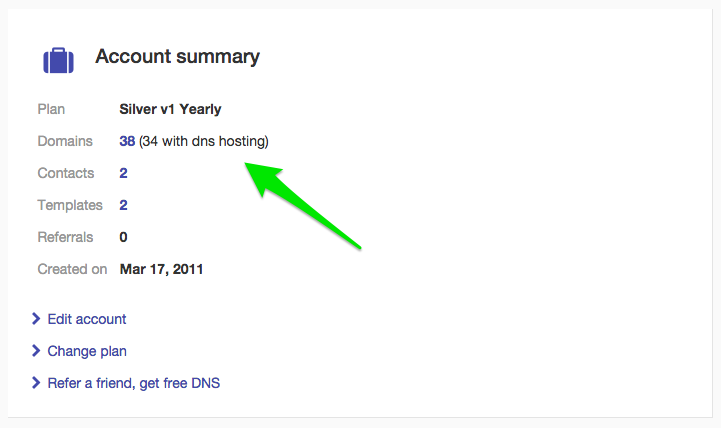 Account summary
Plan Silver v1 Yearly
Domains 38 (34 with dns hosting)
Contacts 2
Templates 2
Referrals 0
Created on Mar 17, 2011
Edit account
Change plan
Refer a friend, get free DNS